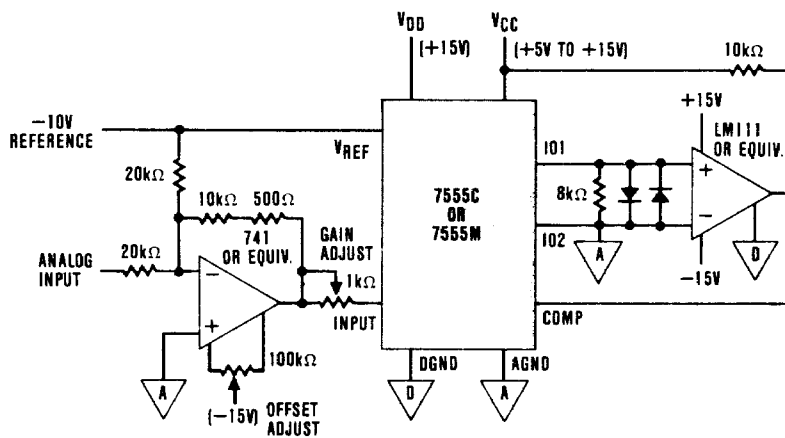 VDD
(+15V)
VCC
(+5V TO +15V)
10kΩ
-10V
REFERENCE
VREF
20kΩ
10kΩ
500Ω
741
OR EQUIV.
GAIN
ADJUST
1kΩ
ANALOG
INPUT
20kΩ
-
+
INPUT
A
100kΩ
(-15V)
OFFSET
ADJUST
7555C
OR
7555M
IO1
IO2
8kΩ
A
+15V
LM111
OR EQUIV.
+
-
-15V
D
COMP
DGND
D
AGND
A